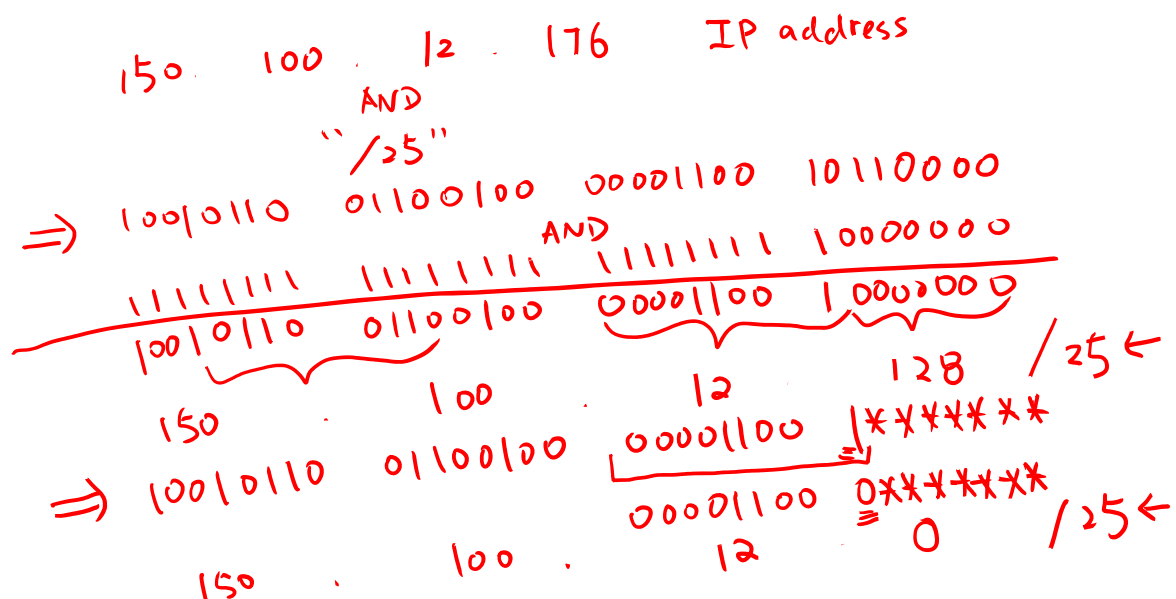 150 . 100 . 12 . 176 IP address
AND
"/25"
⇒ 10010110 01100100 00001100 10110000
AND
11111111 11111111 11111111 10000000
10010110 01100100 00001100 10000000
150 . 100 . 12 . 128 /25 ←
⇒ 10010110 01100100 00001100 1*******
00001100 0*******
150 . 100 . 12 . 0 /25 ←